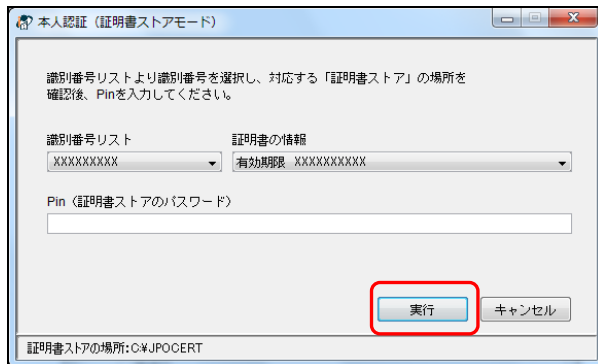 本人認証（証明書ストアモード）
識別番号リストより識別番号を選択し、対応する「証明書ストア」の場所を
確認後、Pinを入力してください。
識別番号リスト 証明書の情報
XXXXXXXXX 有効期限 XXXXXXXXXX
Pin（証明書ストアのパスワード）
実行 キャンセル
証明書ストアの場所:C:¥JPOCERT